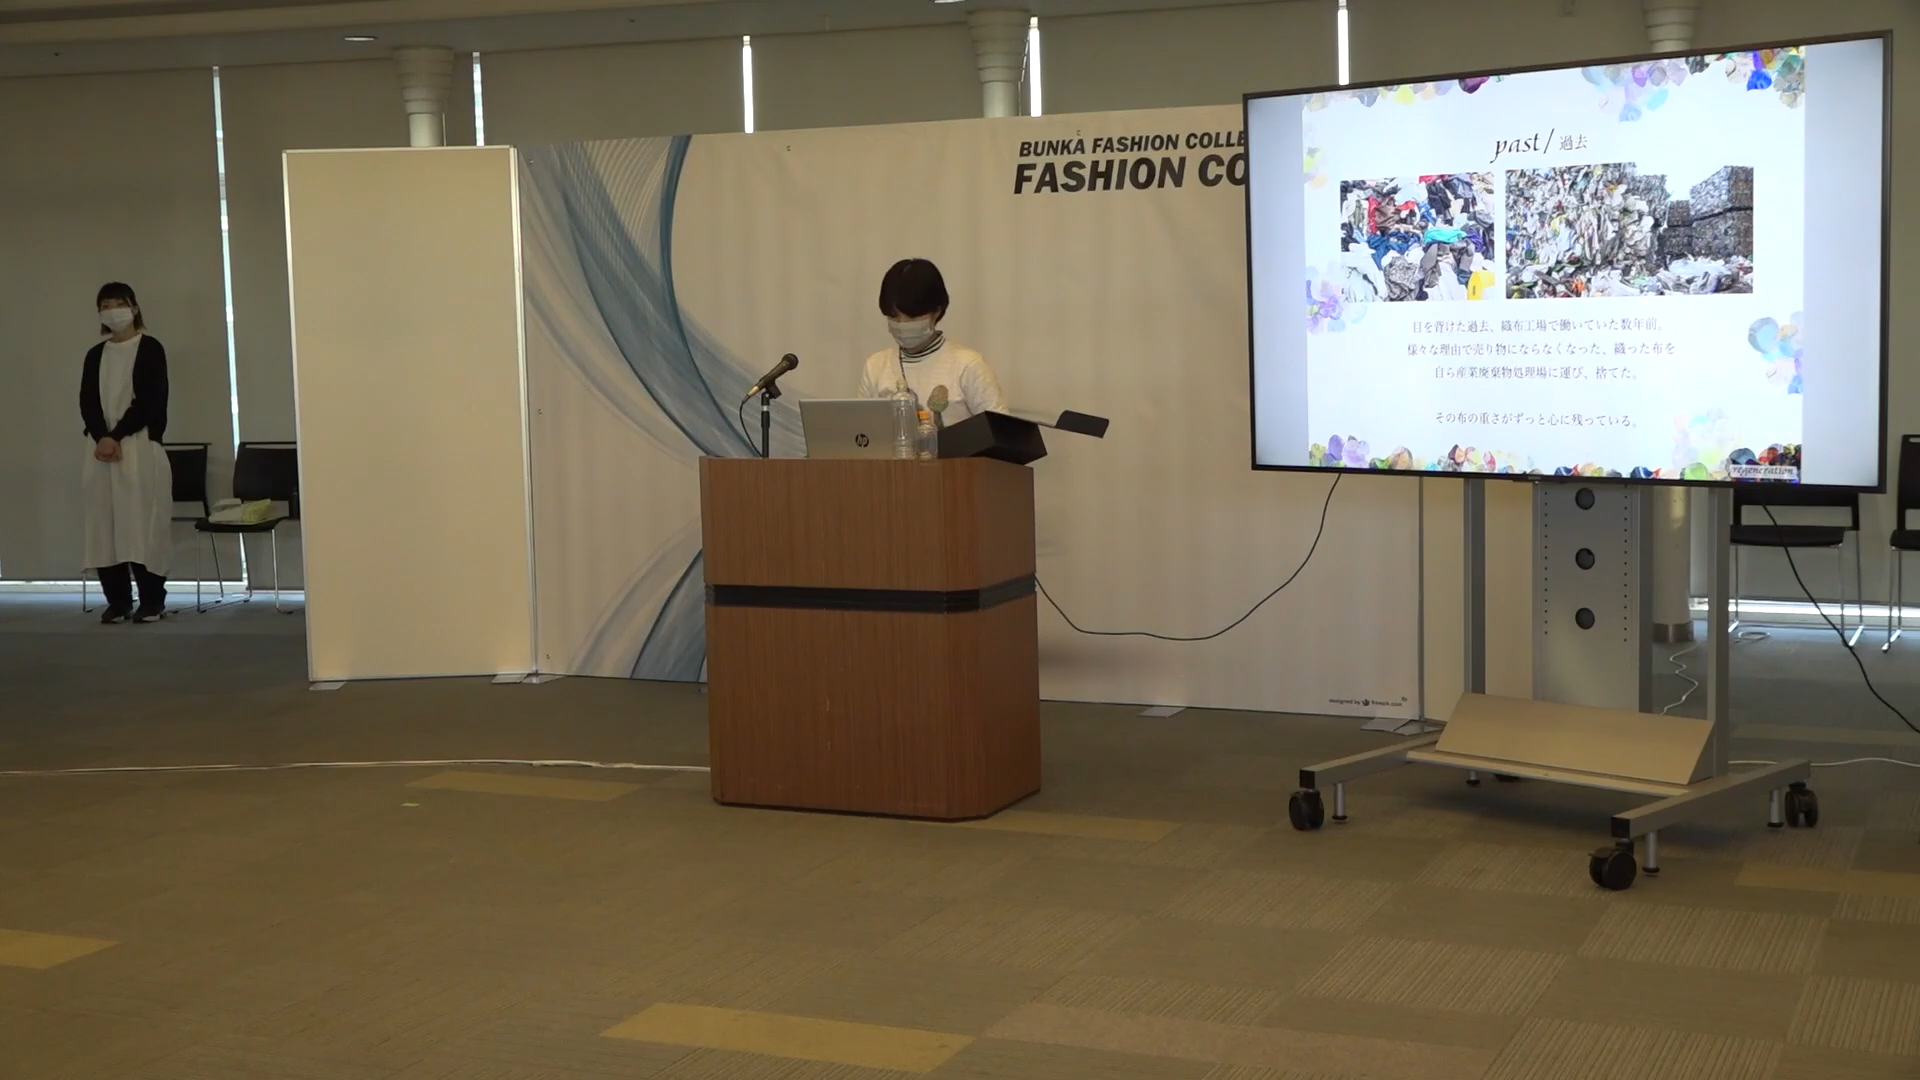 BUNKA FASHION COLLE
FASHION CO
past/過去
目を背けた過去、織布工場で働いていた数年前。
様々な理由で売り物にならなくなった、織った布を
自ら産業廃棄物処理場に運び、捨てた。
その布の重さがずっと心に残っている。
regeneration
hp
designed by freepik.com